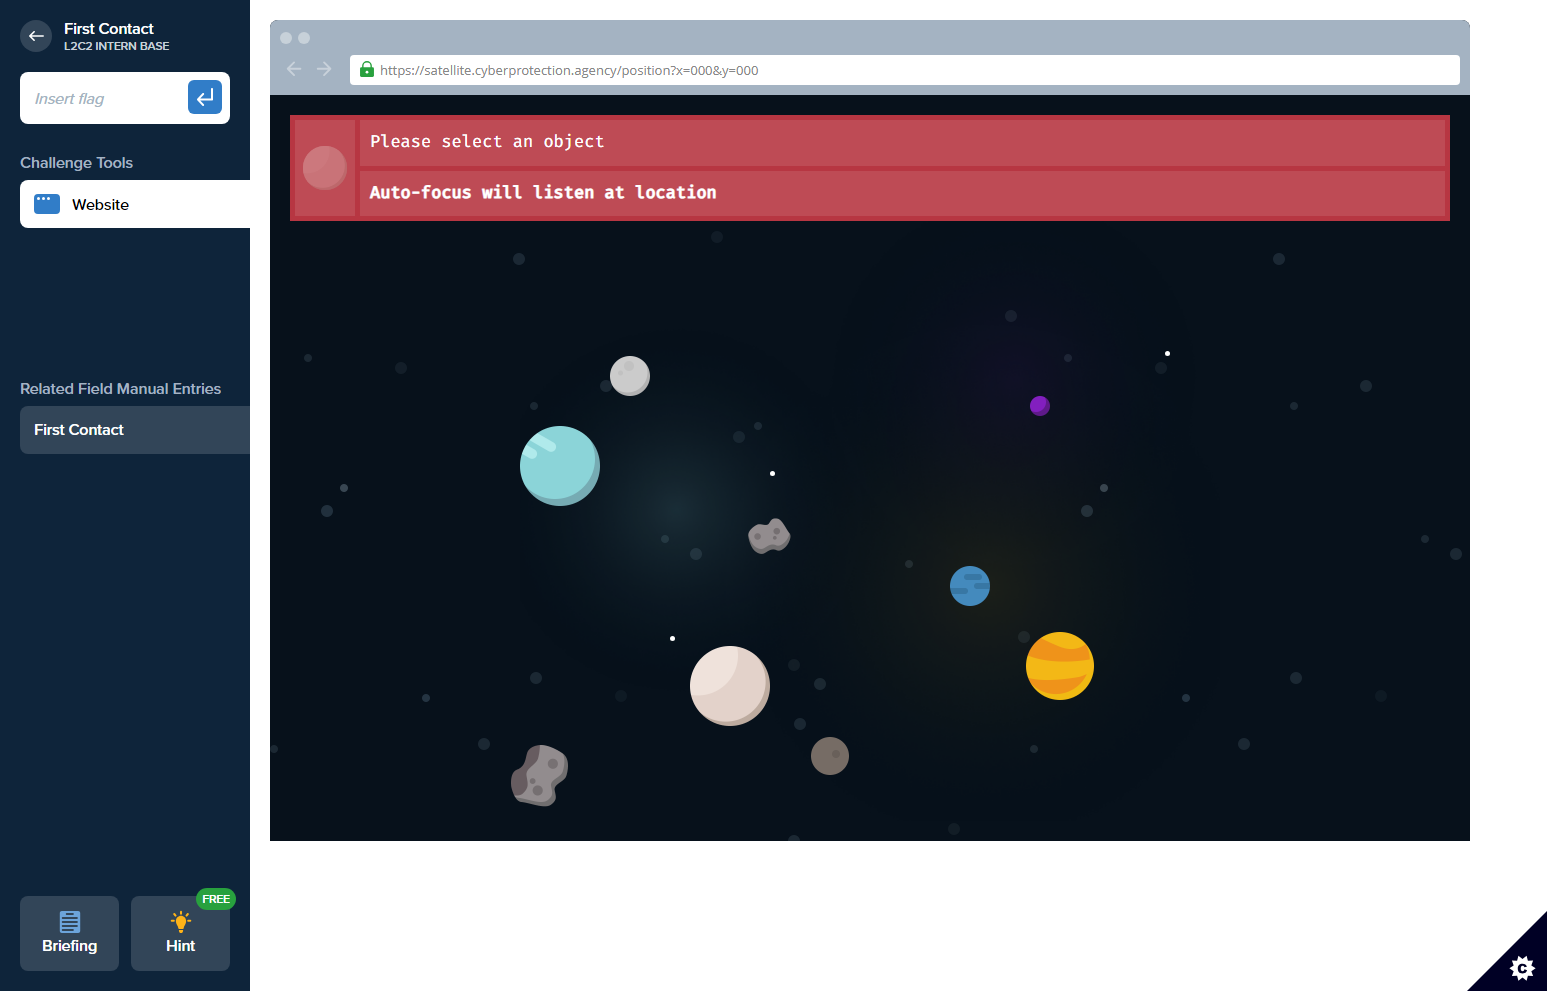 First Contact
L2C2 INTERN BASE
Insert flag
Challenge Tools
Website
Related Field Manual Entries
First Contact
FREE
Briefing
Hint
https://satellite.cyberprotection.agency/position?x=000&y=000
Please select an object
Auto-focus will listen at location
C